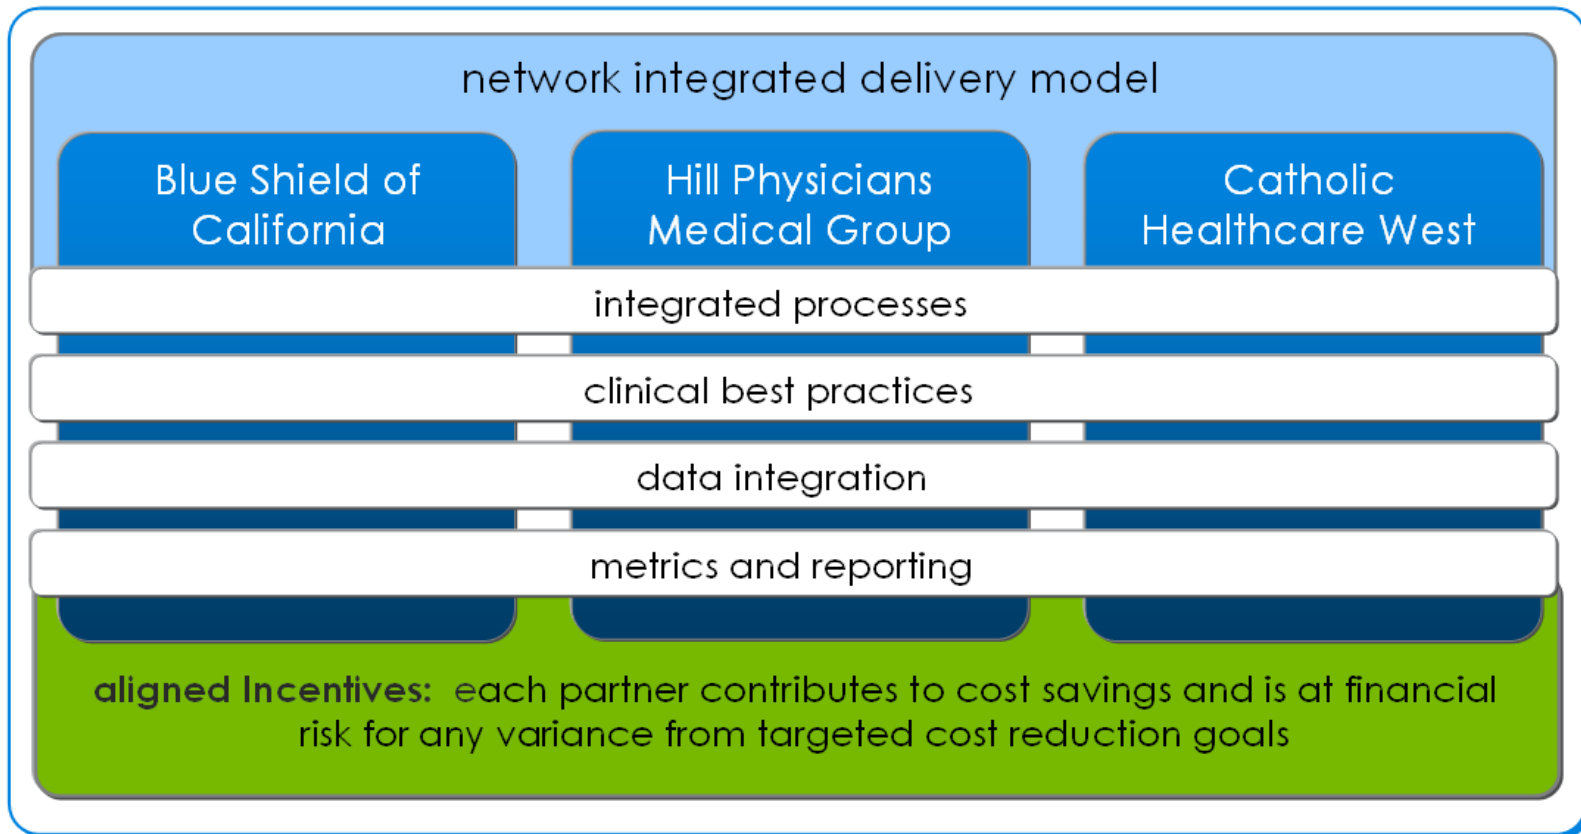 network integrated delivery model
Blue Shield of
California
Hill Physicians
Medical Group
Catholic
Healthcare West
integrated processes
clinical best practices
data integration
metrics and reporting
aligned Incentives: each partner contributes to cost savings and is at financial
risk for any variance from targeted cost reduction goals